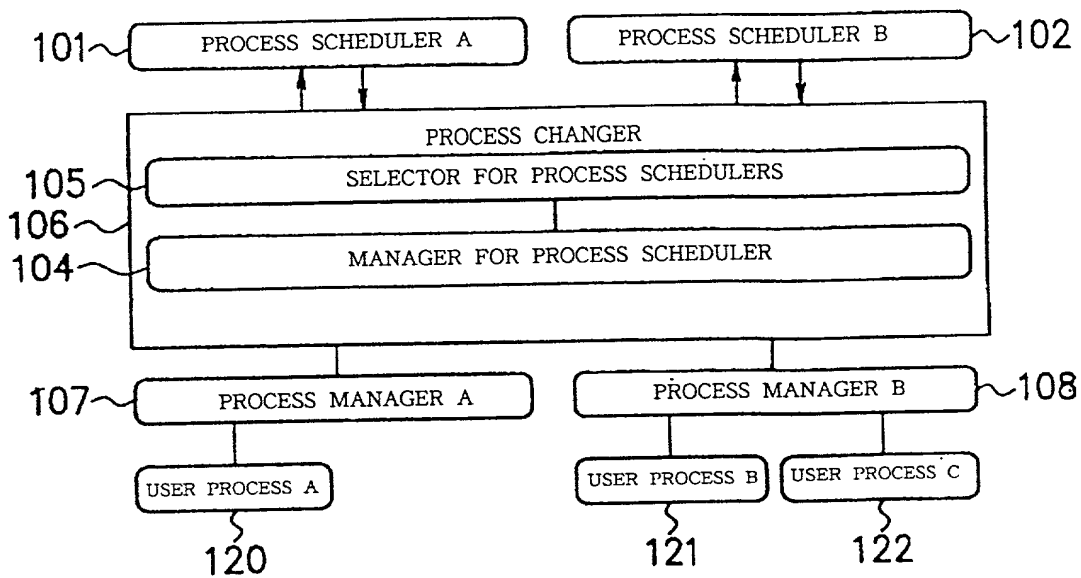 101
PROCESS SCHEDULER A
PROCESS SCHEDULER B
102
PROCESS CHANGER
105
SELECTOR FOR PROCESS SCHEDULERS
106
104
MANAGER FOR PROCESS SCHEDULER
107
PROCESS MANAGER A
PROCESS MANAGER B
108
USER PROCESS A
USER PROCESS B
USER PROCESS C
120
121
122